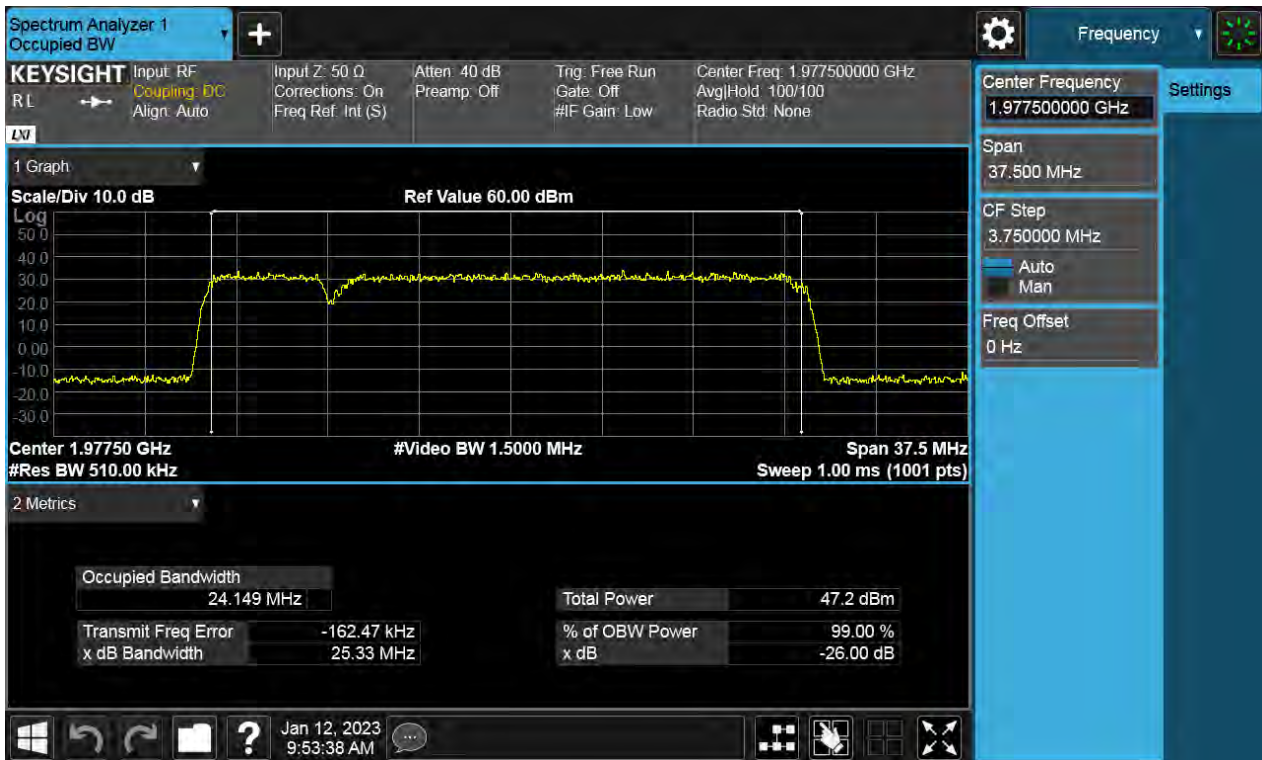 Spectrum Analyzer 1
Occupied BW
+
Frequency
KEYSIGHT
RL
LXI
Input: RF
Coupling: DC
Align: Auto
Input Z: 50 Ω
Corrections: On
Freq Ref: Int (S)
Atten: 40 dB
Preamp: Off
Trig: Free Run
Gate: Off
#IF Gain: Low
Center Freq: 1.977500000 GHz
Avg|Hold: 100/100
Radio Std: None
Center Frequency
1.977500000 GHz
Settings
Span
37.500 MHz
CF Step
3.750000 MHz
Auto
Man
Freq Offset
0 Hz
1 Graph
Scale/Div 10.0 dB
Ref Value 60.00 dBm
Log
50.0
40.0
30.0
20.0
10.0
0.00
-10.0
-20.0
-30.0
Center 1.97750 GHz
#Video BW 1.5000 MHz
Span 37.5 MHz
#Res BW 510.00 kHz
Sweep 1.00 ms (1001 pts)
2 Metrics
Occupied Bandwidth
24.149 MHz
Total Power 47.2 dBm
Transmit Freq Error -162.47 kHz
% of OBW Power 99.00 %
x dB Bandwidth 25.33 MHz
x dB -26.00 dB
?
Jan 12, 2023
9:53:38 AM